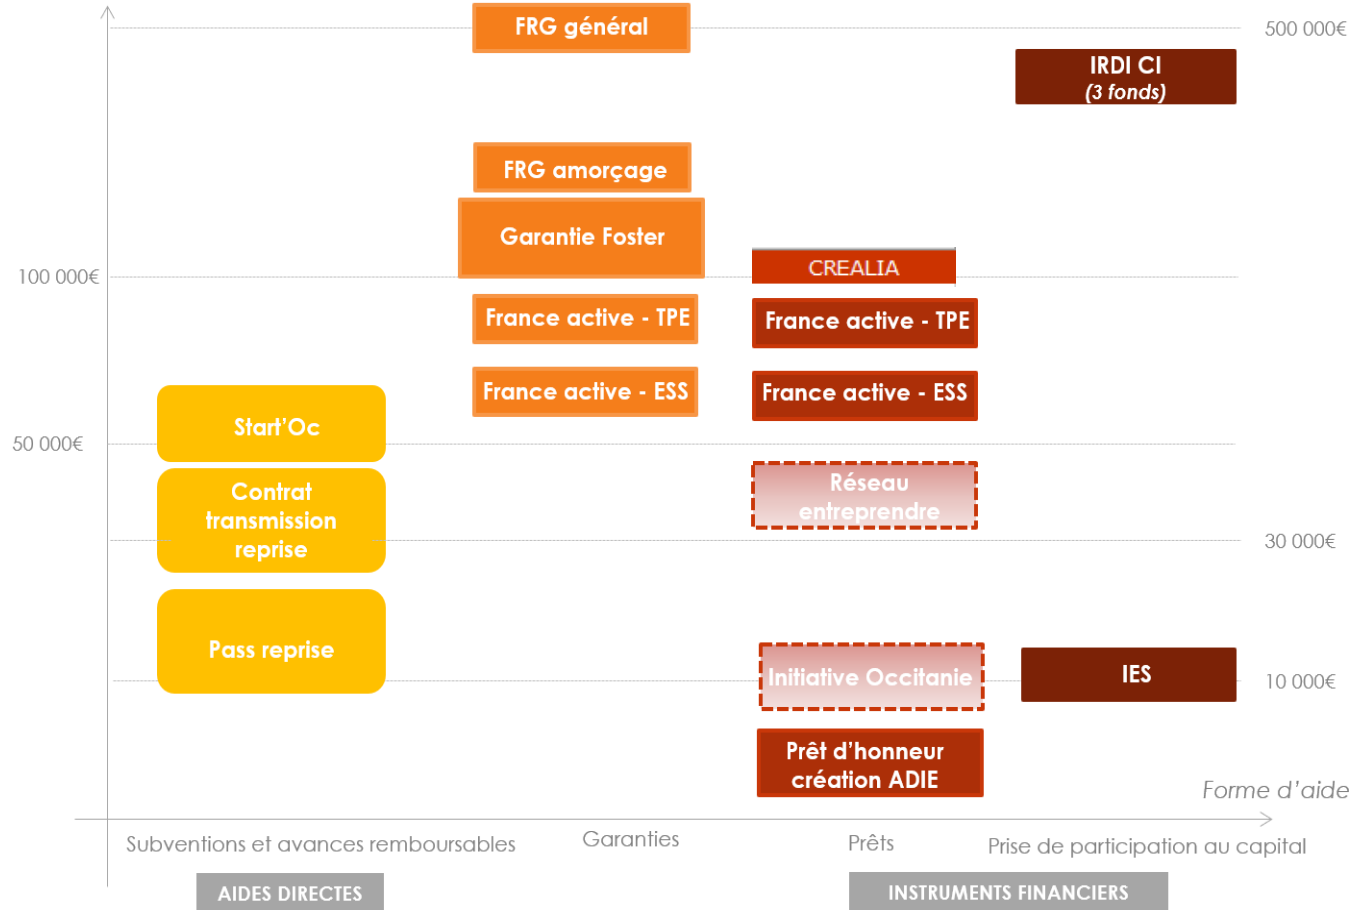 FRG général
500 000€
IRDI CI
(3 fonds)
FRG amorçage
Garantie Foster
CREALIA
100 000€
France active - TPE
France active - TPE
France active - ESS
France active - ESS
Start'Oc
50 000€
Contrat
transmission
reprise
Réseau
entreprendre
30 000€
Pass reprise
Initiative Occitanie
IES
10 000€
Prêt d'honneur
création ADIE
Forme d'aide
Subventions et avances remboursables
Garanties
Prêts
Prise de participation au capital
AIDES DIRECTES
INSTRUMENTS FINANCIERS